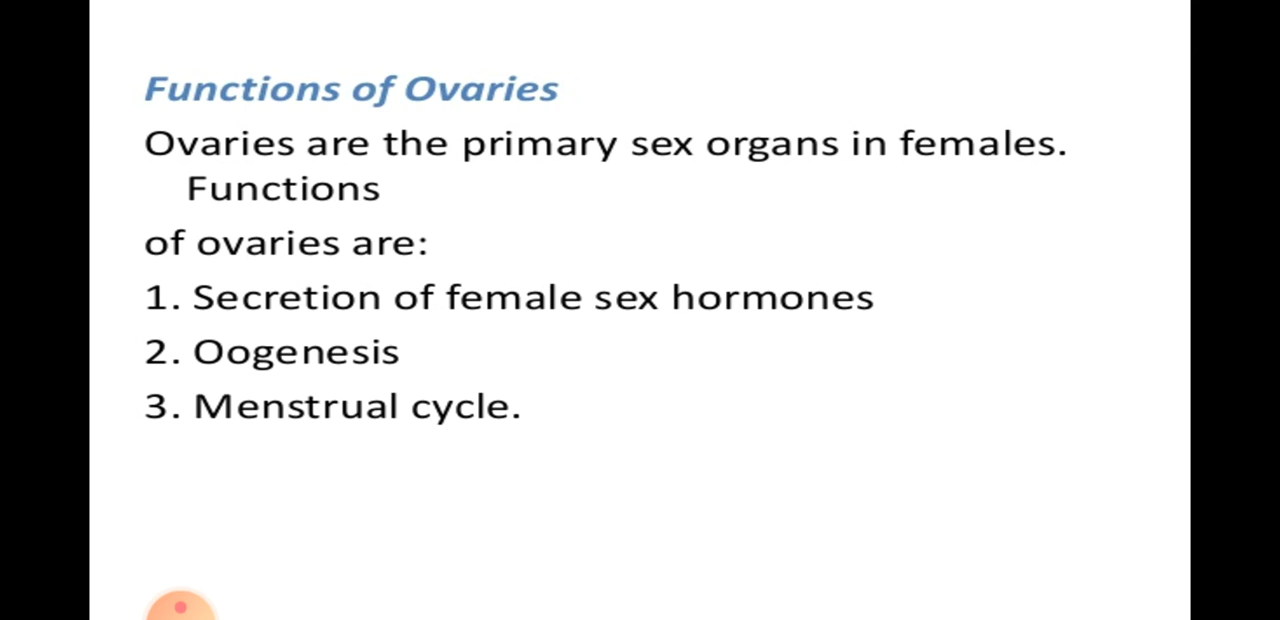 Functions of Ovaries
Ovaries are the primary sex organs in females.
Functions
of ovaries are:
1. Secretion of female sex hormones
2. Oogenesis
3. Menstrual cycle.